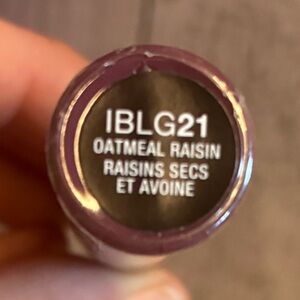 IBLG21
OATMEAL RAISIN
RAISINS SECS
ET AVOINE